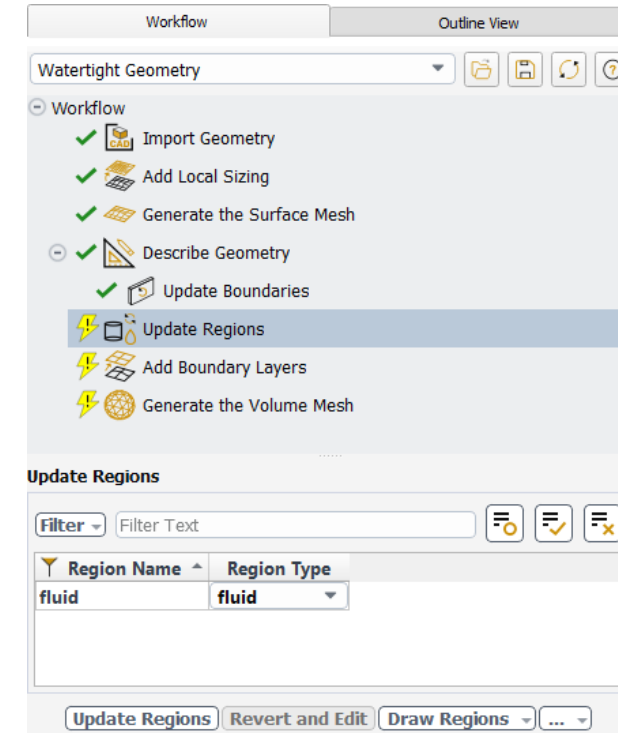 Workflow Outline View
Watertight Geometry
Workflow
CAD Import Geometry
Add Local Sizing
Generate the Surface Mesh
Describe Geometry
Update Boundaries
Update Regions
Add Boundary Layers
Generate the Volume Mesh
Update Regions
Filter Filter Text
Region Name Region Type
fluid fluid
Update Regions Revert and Edit Draw Regions ...